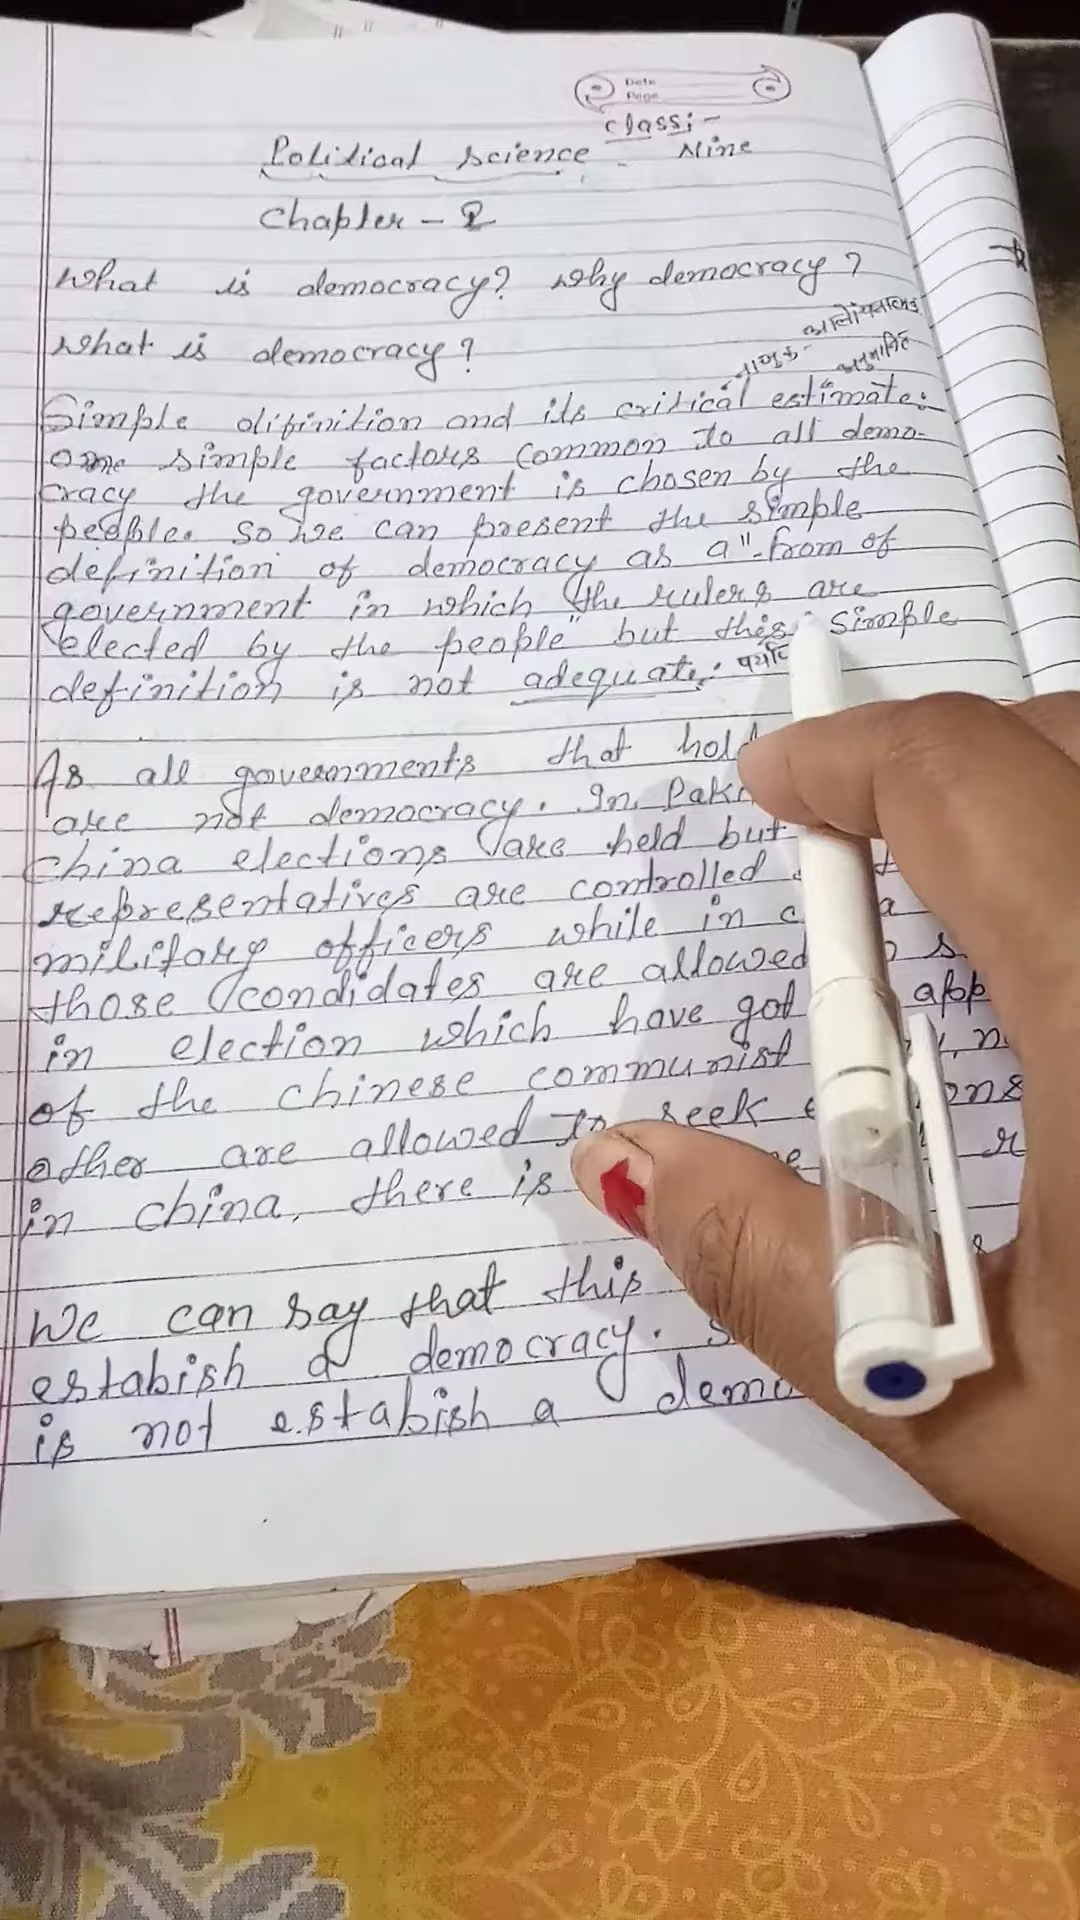 Date
Page
Class:-
Political science - Nine
Chapter - 2
What is democracy? Why democracy?
What is democracy?
नाजुक - आलोचनात्मक
अनुमानित
Simple difinition and its critical estimate:
ome simple factors common to all demo-
cracy the government is chosen by the
people. so we can present the simple
definition of democracy as a "from of
government in which the rulers are
elected by the people" but this simple
definition is not adequate. पर्याप्
As all governments that hold
are not democracy. In Pak
China elections are held but
representatives are controlled
military officers while in c a
those condidates are allowed s
in election which have got app
of the chinese communist
other are allowed to seek
in china, there is
We can say that this
estabish a democracy.
is not estabish a demo